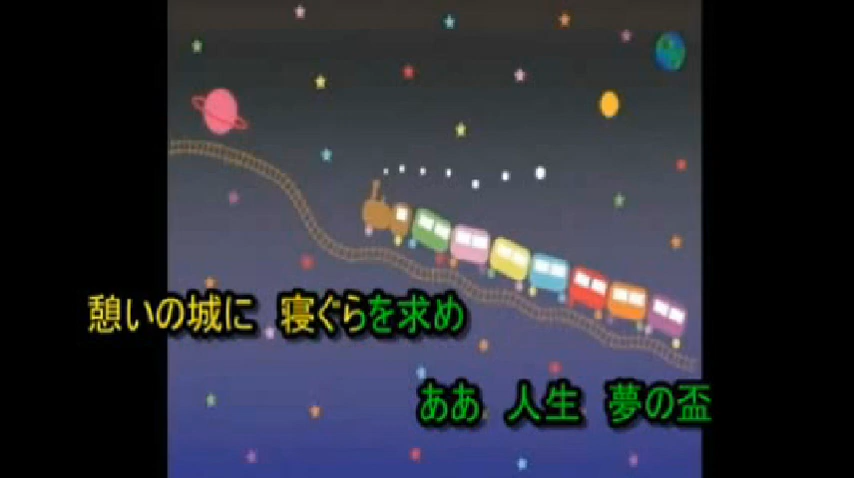 憩いの城に 寝ぐらを求め
ああ 人生 夢の盃